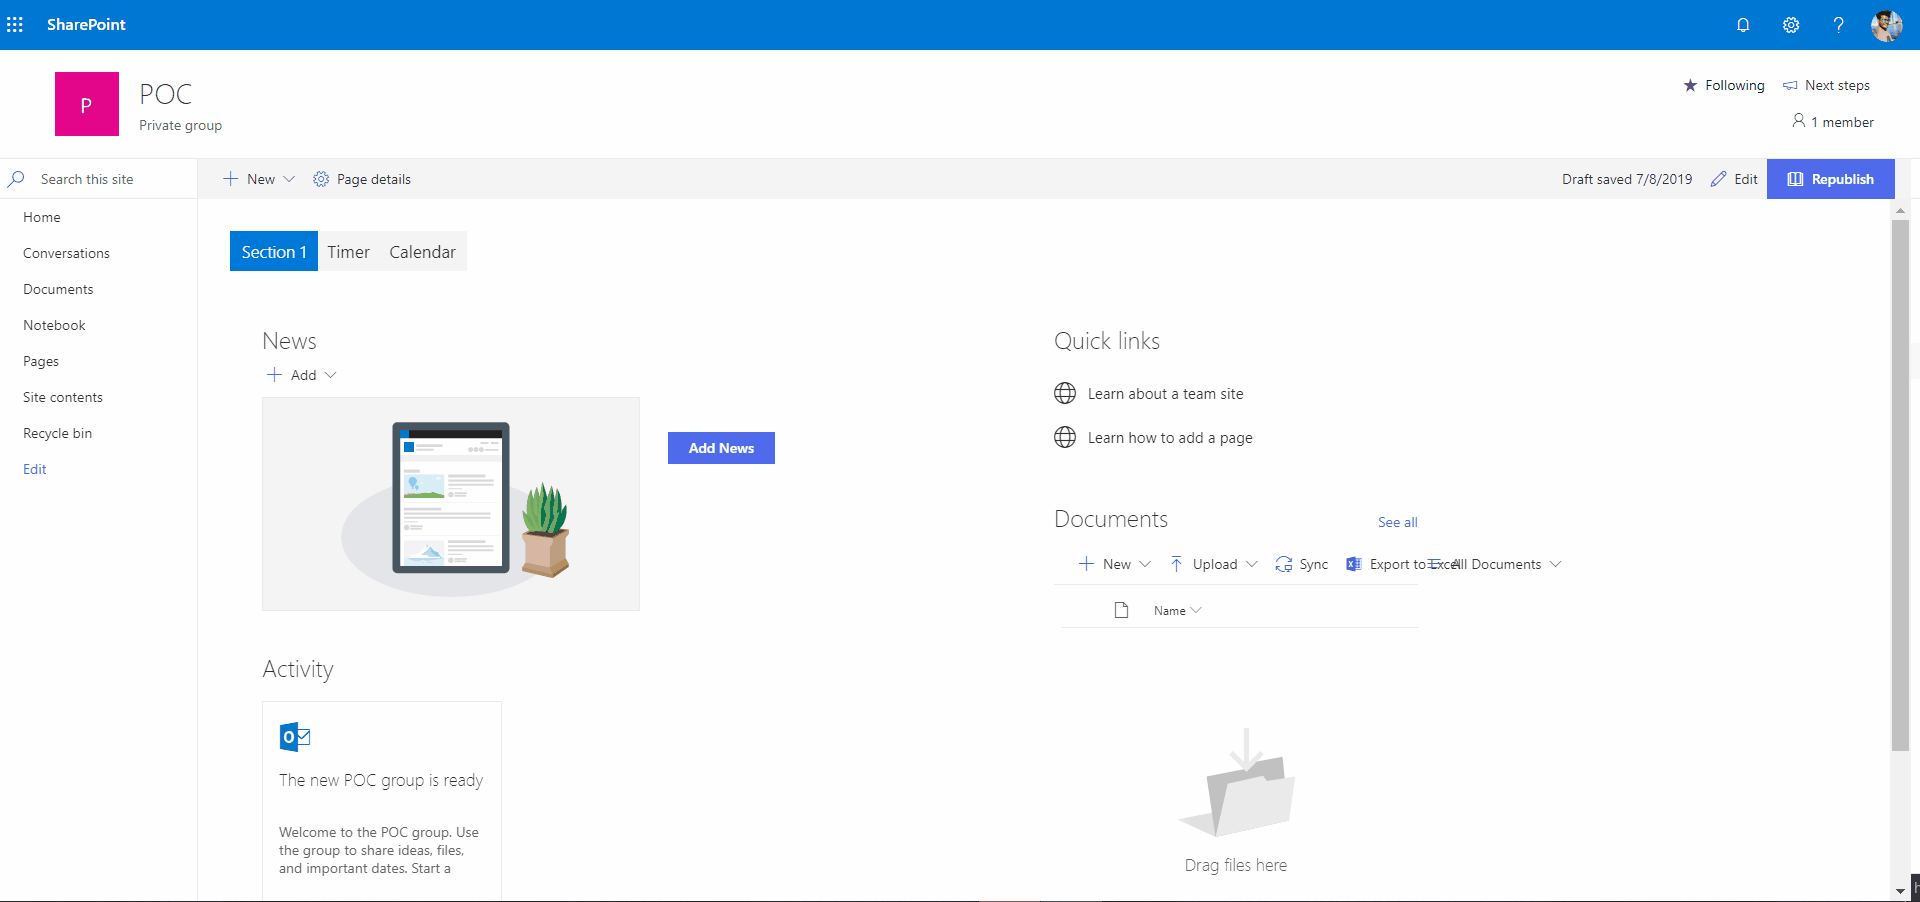 SharePoint
P
POC
Private group
Following
Next steps
1 member
Search this site
New
Page details
Draft saved 7/8/2019
Edit
Republish
Home
Conversations
Documents
Notebook
Pages
Site contents
Recycle bin
Edit
Section 1
Timer
Calendar
News
Add
Add News
Activity
The new POC group is ready
Welcome to the POC group. Use
the group to share ideas, files,
and important dates. Start a
Quick links
Learn about a team site
Learn how to add a page
Documents
See all
New
Upload
Sync
Export to Excel
All Documents
Name
Drag files here